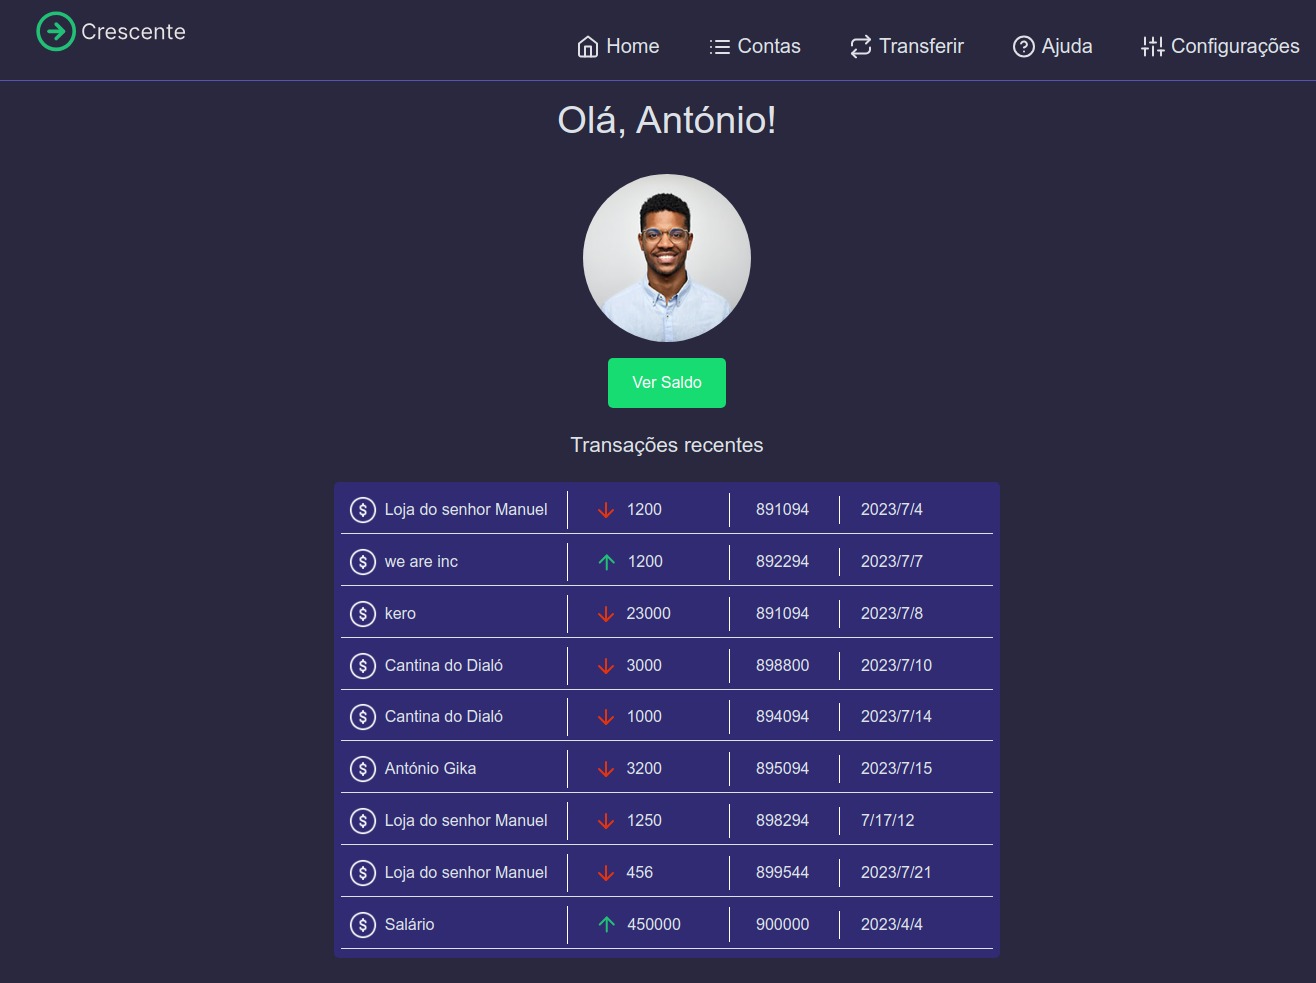 Crescente
Home Contas Transferir Ajuda Configurações
Olá, António!
Ver Saldo
Transações recentes
$ Loja do senhor Manuel 1200 891094 2023/7/4
$ we are inc 1200 892294 2023/7/7
$ kero 23000 891094 2023/7/8
$ Cantina do Dialó 3000 898800 2023/7/10
$ Cantina do Dialó 1000 894094 2023/7/14
$ António Gika 3200 895094 2023/7/15
$ Loja do senhor Manuel 1250 898294 7/17/12
$ Loja do senhor Manuel 456 899544 2023/7/21
$ Salário 450000 900000 2023/4/4